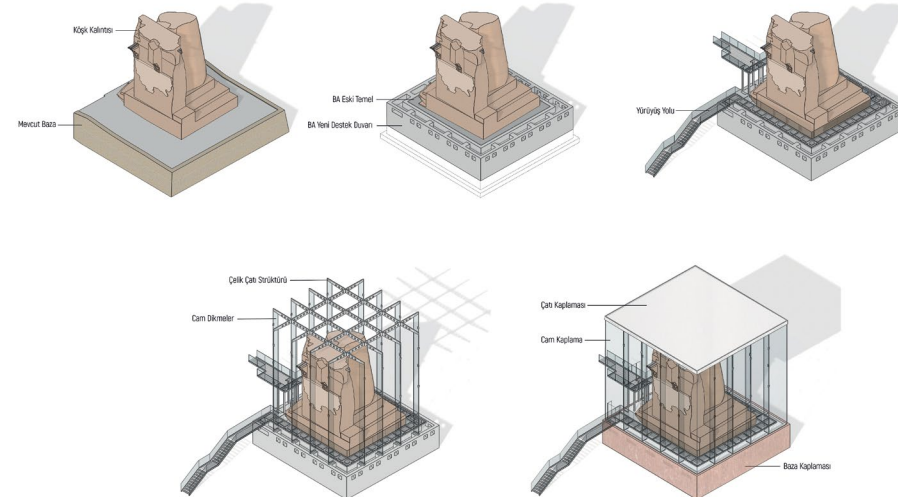 Köşk Kalıntısı
Mevcut Baza
BA Eski Temel
BA Yeni Destek Duvarı
Yürüyüş Yolu
Çelik Çatı Strüktürü
Cam Dikmeler
Çatı Kaplaması
Cam Kaplama
Baza Kaplaması